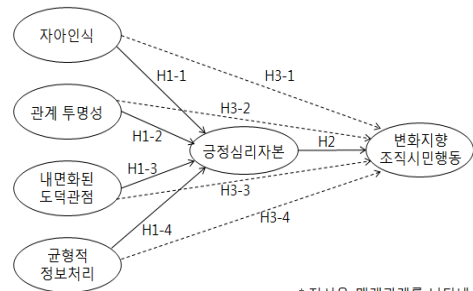 자아인식
H1-1
H3-1
관계 투명성
H3-2
H1-2
긍정심리자본
H2
변화지향
조직시민행동
H1-3
내면화된
도덕관점
H3-3
H3-4
H1-4
균형적
정보처리